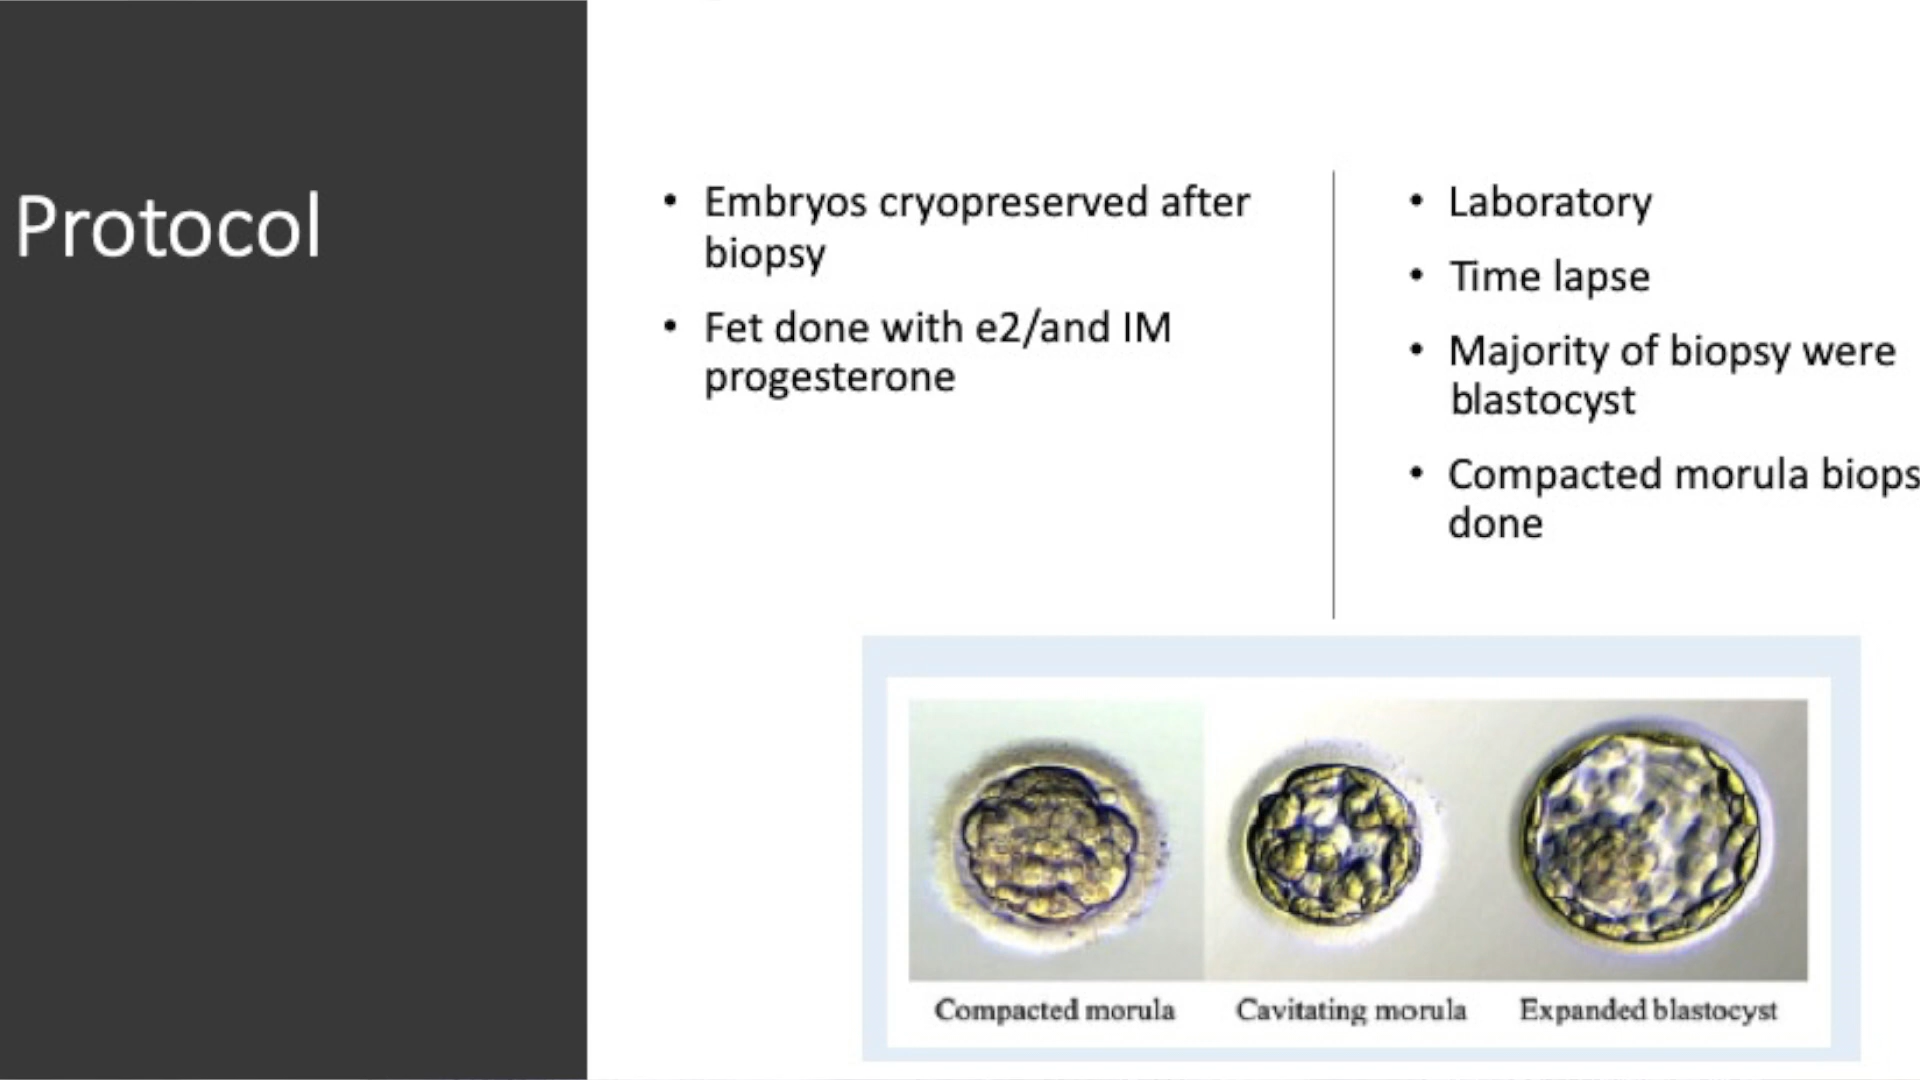 Protocol
• Embryos cryopreserved after
biopsy
• Fet done with e2/and IM
progesterone
• Laboratory
• Time lapse
• Majority of biopsy were
blastocyst
• Compacted morula biops
done
Compacted morula
Cavitating morula
Expanded blastocyst